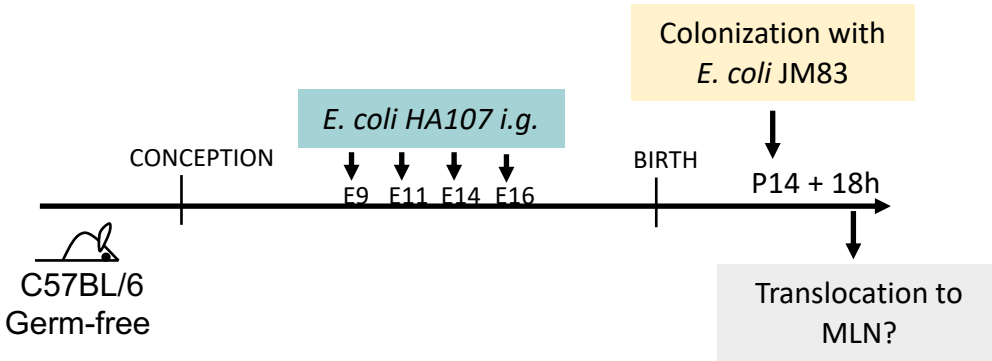 Colonization with
E. coli JM83
E. coli HA107 i.g.
CONCEPTION
BIRTH
E9 E11 E14 E16
P14 + 18h
C57BL/6
Germ-free
Translocation to
MLN?